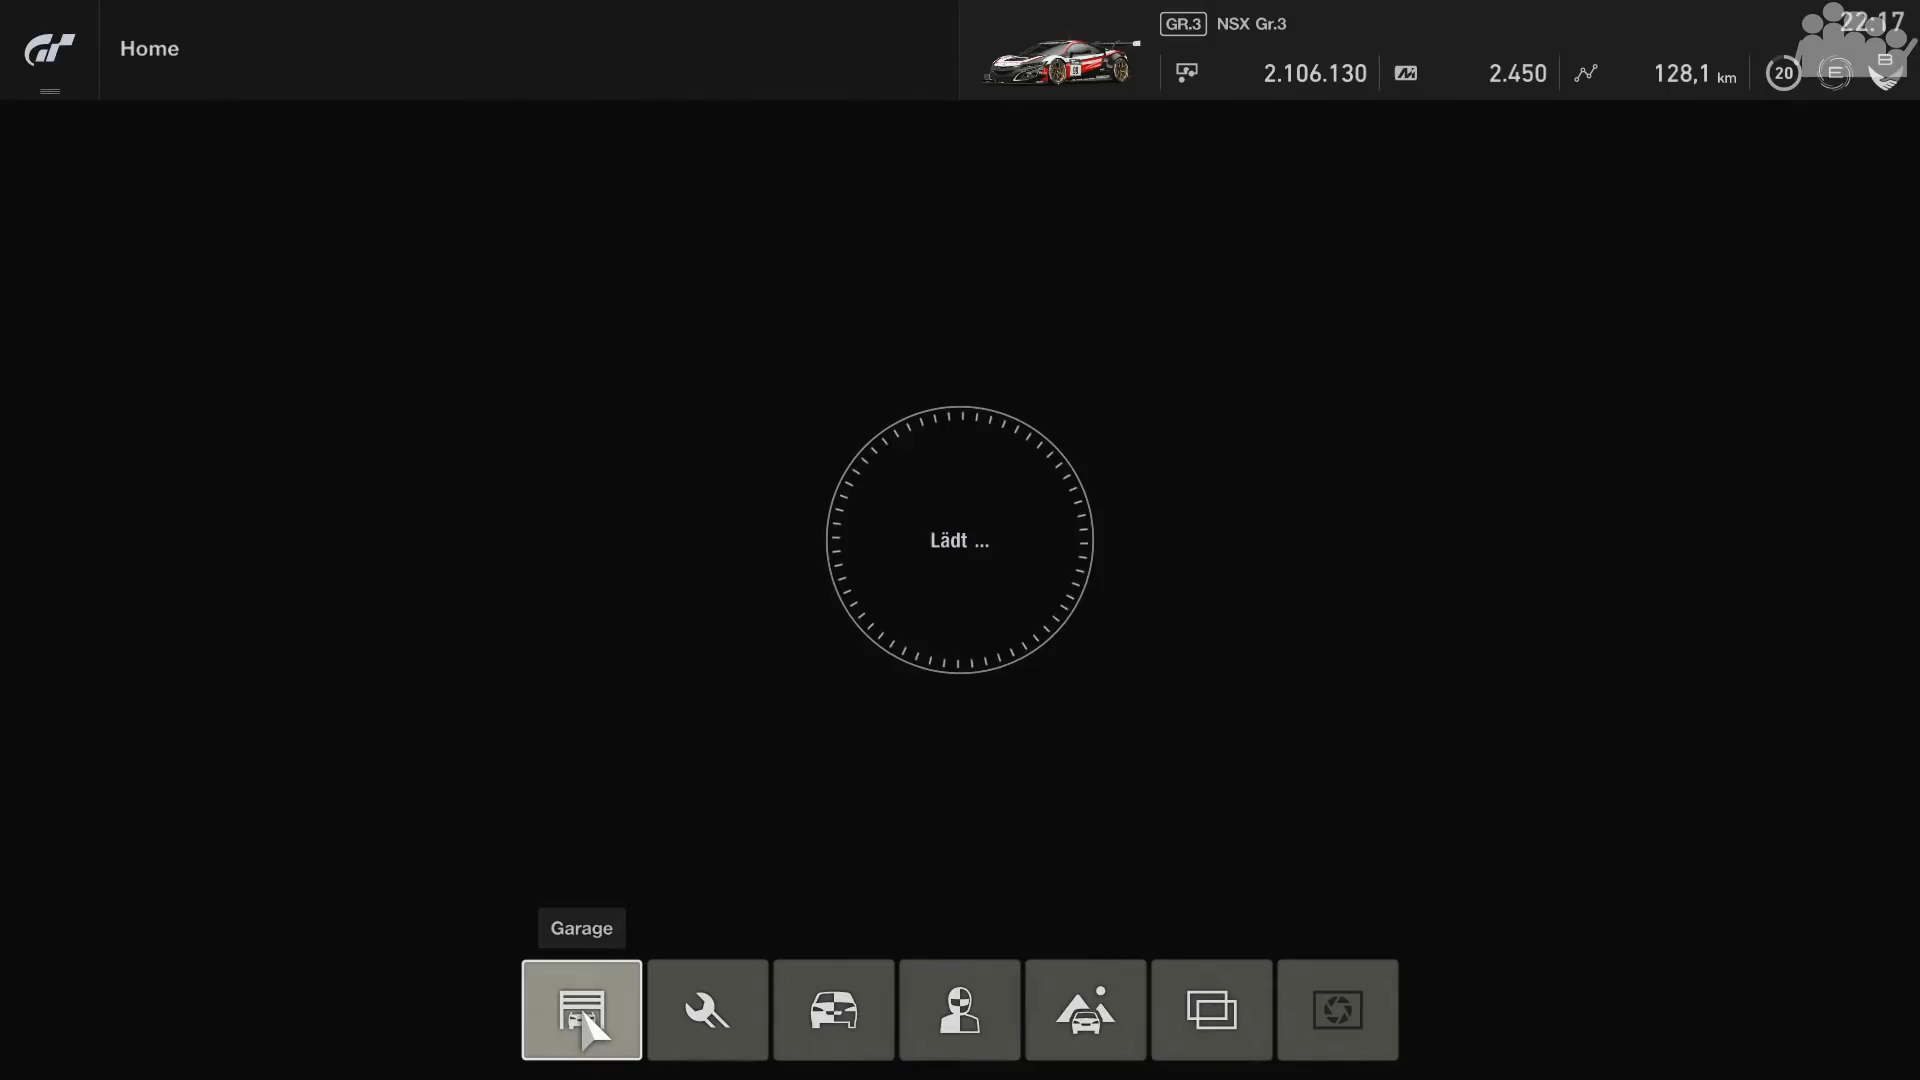 Home
GR.3 NSX Gr.3
22:17
2.106.130
2.450
128,1 km
20
E
B
Lädt ...
Garage